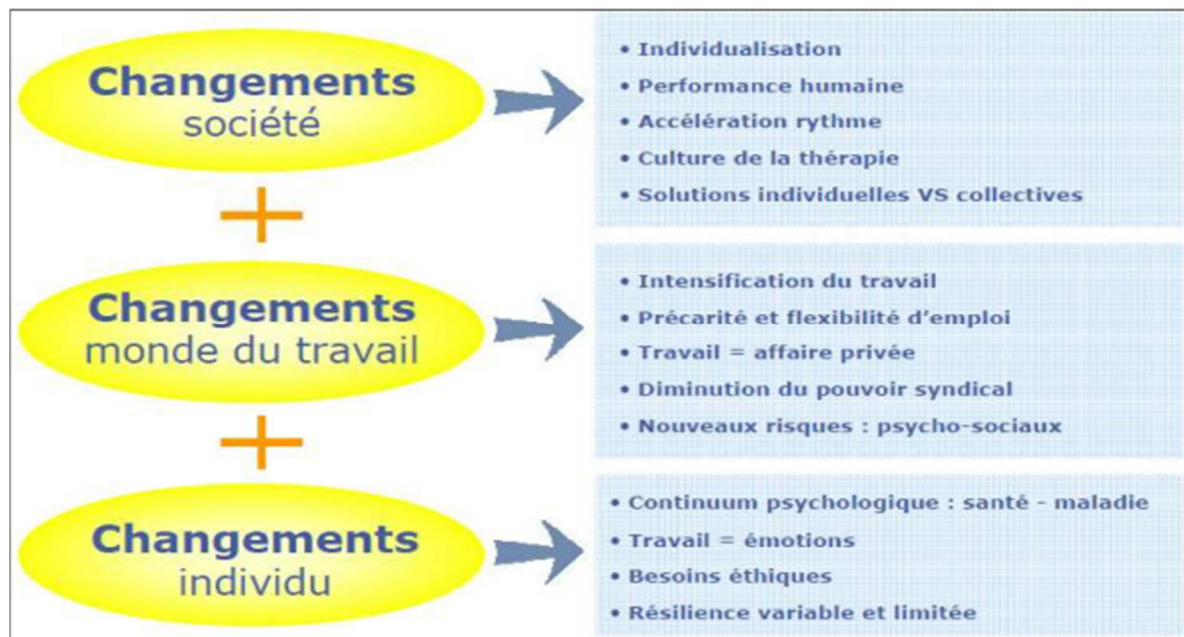 Changements
société
• Individualisation
• Performance humaine
• Accélération rythme
• Culture de la thérapie
• Solutions individuelles VS collectives
+
Changements
monde du travail
• Intensification du travail
• Précarité et flexibilité d'emploi
• Travail = affaire privée
• Diminution du pouvoir syndical
• Nouveaux risques : psycho-sociaux
+
Changements
individu
• Continuum psychologique : santé - maladie
• Travail = émotions
• Besoins éthiques
• Résilience variable et limitée